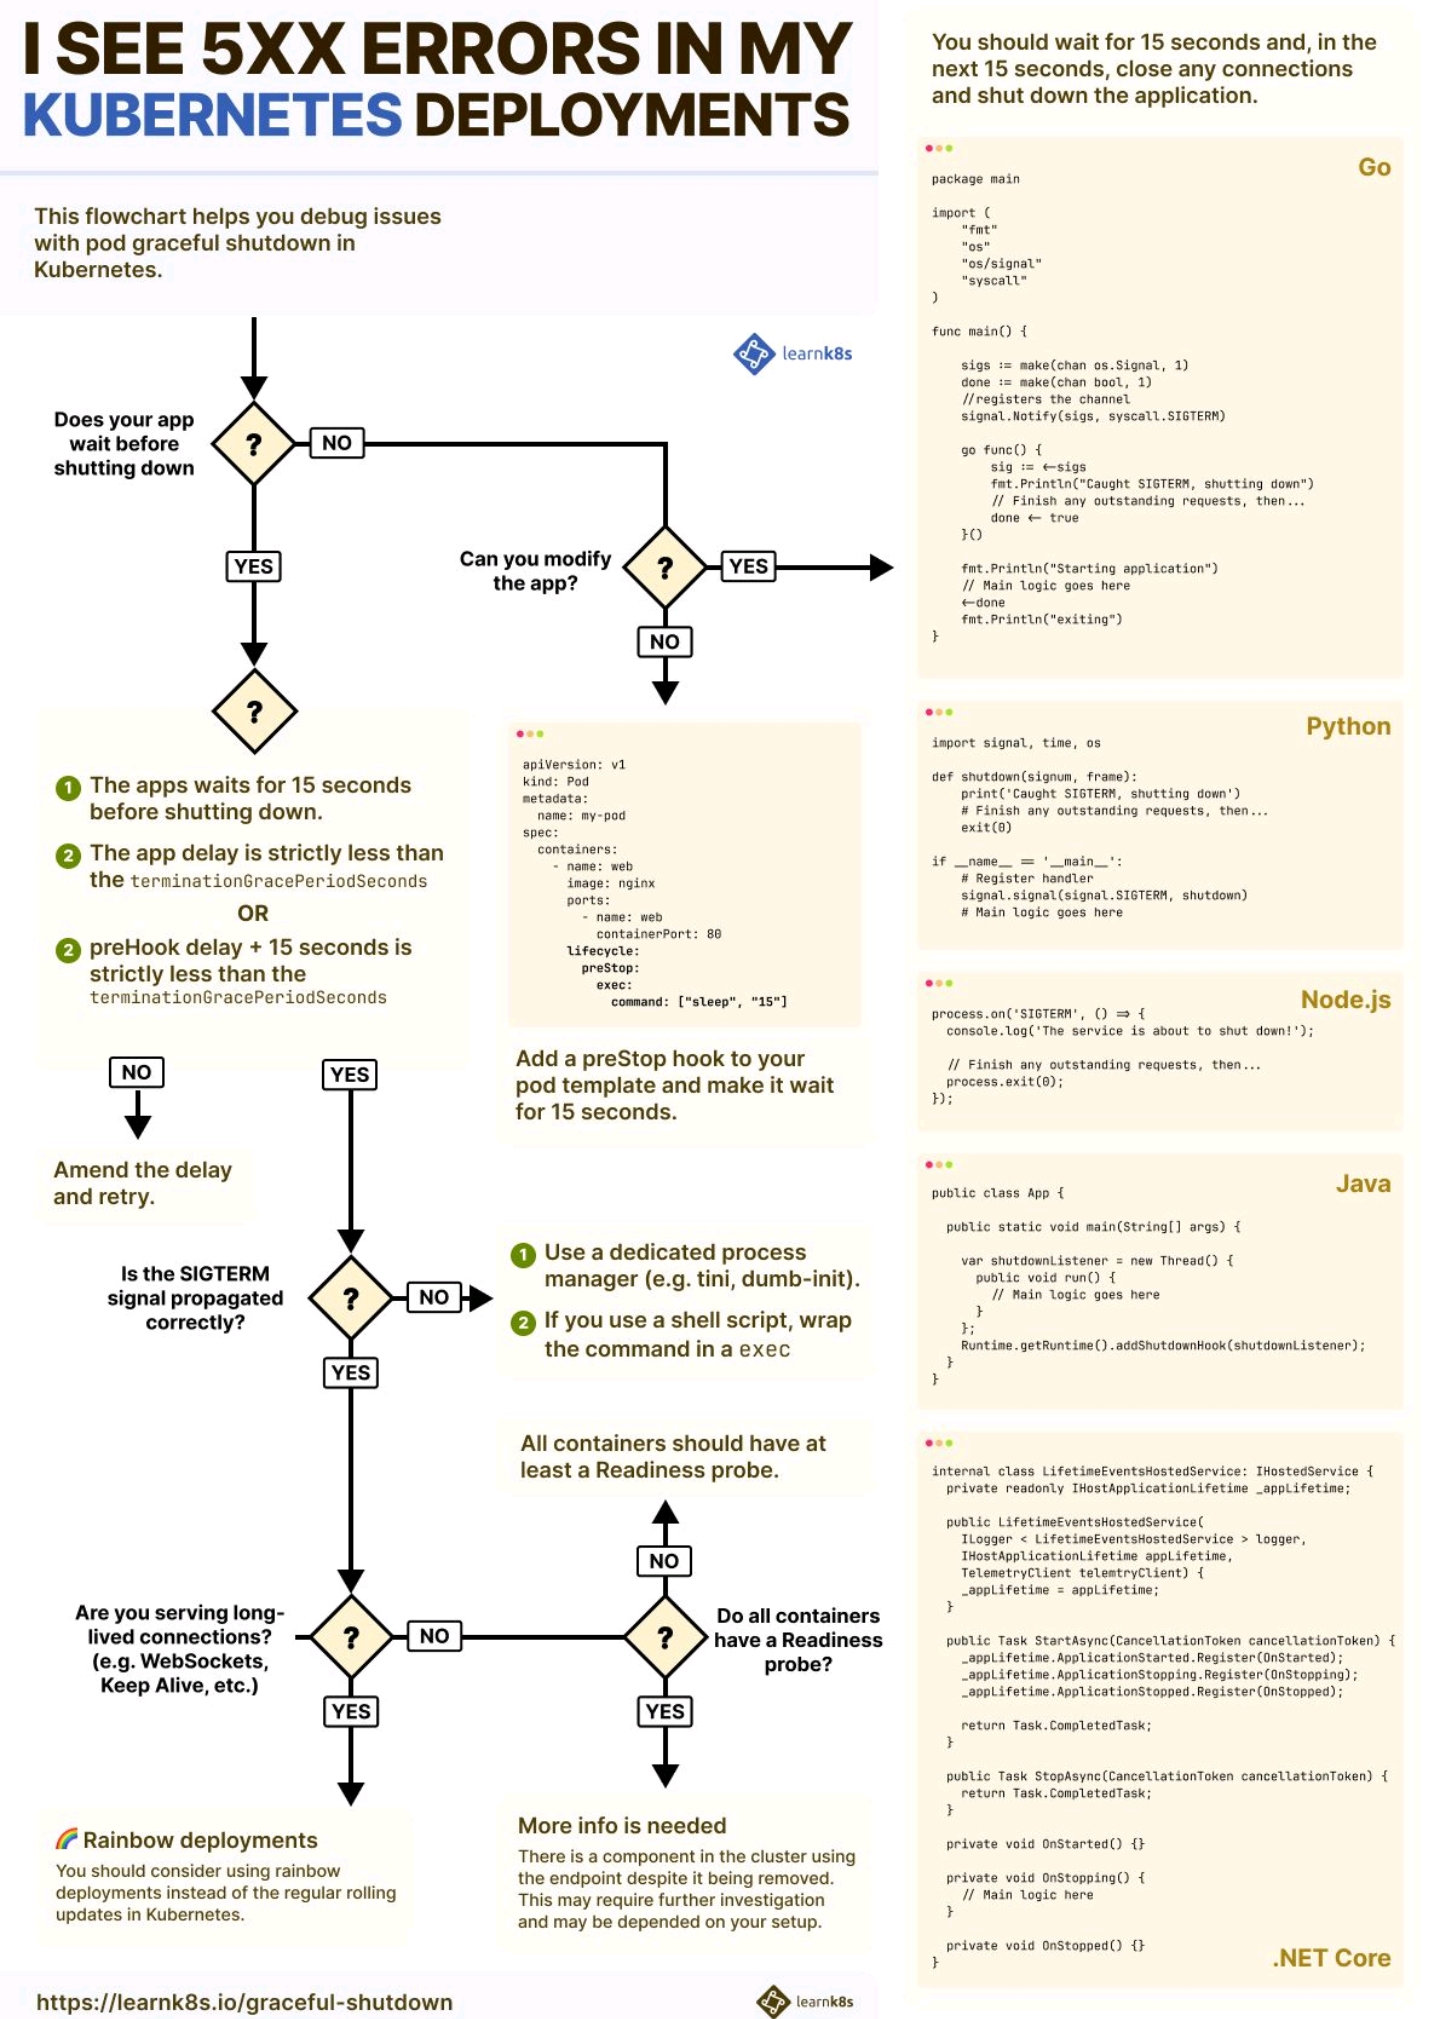 I SEE 5XX ERRORS IN MY
KUBERNETES DEPLOYMENTS
This flowchart helps you debug issues
with pod graceful shutdown in
Kubernetes.
learnk8s
Does your app
wait before
shutting down
?
NO
YES
Can you modify
the app?
?
YES
NO
?
1 The apps waits for 15 seconds
before shutting down.
2 The app delay is strictly less than
the terminationGracePeriodSeconds
OR
2 preHook delay + 15 seconds is
strictly less than the
terminationGracePeriodSeconds
NO
YES
Amend the delay
and retry.
apiVersion: v1
kind: Pod
metadata:
  name: my-pod
spec:
  containers:
    - name: web
      image: nginx
      ports:
        - name: web
          containerPort: 80
      lifecycle:
        preStop:
          exec:
            command: ["sleep", "15"]
Add a preStop hook to your
pod template and make it wait
for 15 seconds.
Is the SIGTERM
signal propagated
correctly?
?
NO
YES
1 Use a dedicated process
manager (e.g. tini, dumb-init).
2 If you use a shell script, wrap
the command in a exec
All containers should have at
least a Readiness probe.
NO
Are you serving long-
lived connections?
(e.g. WebSockets,
Keep Alive, etc.)
?
NO
?
Do all containers
have a Readiness
probe?
YES
YES
🌈 Rainbow deployments
You should consider using rainbow
deployments instead of the regular rolling
updates in Kubernetes.
More info is needed
There is a component in the cluster using
the endpoint despite it being removed.
This may require further investigation
and may be depended on your setup.
https://learnk8s.io/graceful-shutdown
learnk8s
You should wait for 15 seconds and, in the
next 15 seconds, close any connections
and shut down the application.
Go
package main
import (
    "fmt"
    "os"
    "os/signal"
    "syscall"
)
func main() {
    sigs := make(chan os.Signal, 1)
    done := make(chan bool, 1)
    //registers the channel
    signal.Notify(sigs, syscall.SIGTERM)
    go func() {
        sig := <-sigs
        fmt.Println("Caught SIGTERM, shutting down")
        // Finish any outstanding requests, then...
        done <- true
    }()
    fmt.Println("Starting application")
    // Main logic goes here
    <-done
    fmt.Println("exiting")
}
Python
import signal, time, os
def shutdown(signum, frame):
    print('Caught SIGTERM, shutting down')
    # Finish any outstanding requests, then...
    exit(0)
if __name__ == '__main__':
    # Register handler
    signal.signal(signal.SIGTERM, shutdown)
    # Main logic goes here
Node.js
process.on('SIGTERM', () => {
  console.log('The service is about to shut down!');
  // Finish any outstanding requests, then...
  process.exit(0);
});
Java
public class App {
  public static void main(String[] args) {
    var shutdownListener = new Thread() {
      public void run() {
        // Main logic goes here
      }
    };
    Runtime.getRuntime().addShutdownHook(shutdownListener);
  }
}
internal class LifetimeEventsHostedService: IHostedService {
  private readonly IHostApplicationLifetime _appLifetime;
  public LifetimeEventsHostedService(
    ILogger < LifetimeEventsHostedService > logger,
    IHostApplicationLifetime appLifetime,
    TelemetryClient telemtryClient) {
    _appLifetime = appLifetime;
  }
  public Task StartAsync(CancellationToken cancellationToken) {
    _appLifetime.ApplicationStarted.Register(OnStarted);
    _appLifetime.ApplicationStopping.Register(OnStopping);
    _appLifetime.ApplicationStopped.Register(OnStopped);
    return Task.CompletedTask;
  }
  public Task StopAsync(CancellationToken cancellationToken) {
    return Task.CompletedTask;
  }
  private void OnStarted() {}
  private void OnStopping() {
    // Main logic here
  }
  private void OnStopped() {}
}
.NET Core